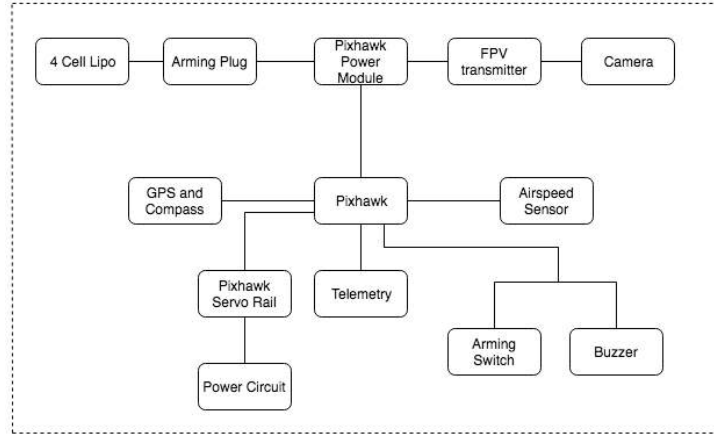 4 Cell Lipo
Arming Plug
Pixhawk
Power
Module
FPV
transmitter
Camera
GPS and
Compass
Pixhawk
Airspeed
Sensor
Pixhawk
Servo Rail
Telemetry
Arming
Switch
Buzzer
Power Circuit